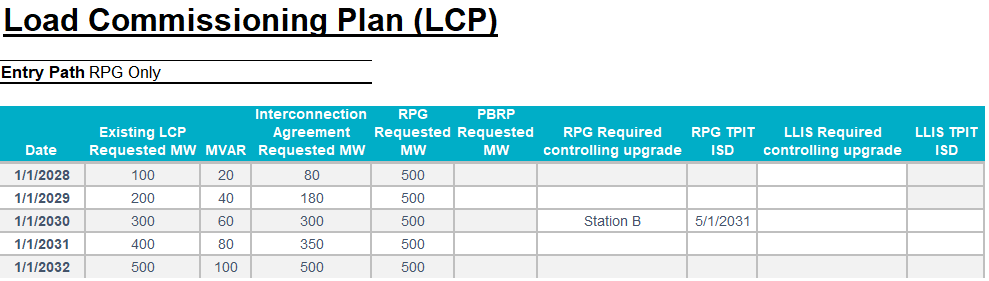 Load Commissioning Plan (LCP)
Entry Path RPG Only
Date Existing LCP Requested MW MVAR Interconnection Agreement Requested MW RPG Requested MW PBRP Requested MW RPG Required controlling upgrade RPG TPIT ISD LLIS Required controlling upgrade LLIS TPIT ISD
1/1/2028 100 20 80 500
1/1/2029 200 40 180 500
1/1/2030 300 60 300 500 Station B 5/1/2031
1/1/2031 400 80 350 500
1/1/2032 500 100 500 500